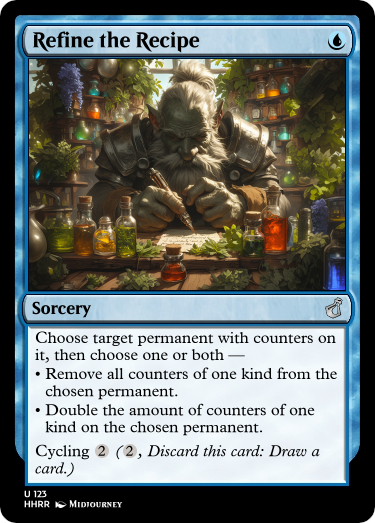 Refine the Recipe
Sorcery
Choose target permanent with counters on
it, then choose one or both —
• Remove all counters of one kind from the
chosen permanent.
• Double the amount of counters of one
kind on the chosen permanent.
Cycling 2 (2, Discard this card: Draw a
card.)
U 123
HHRR Midjourney